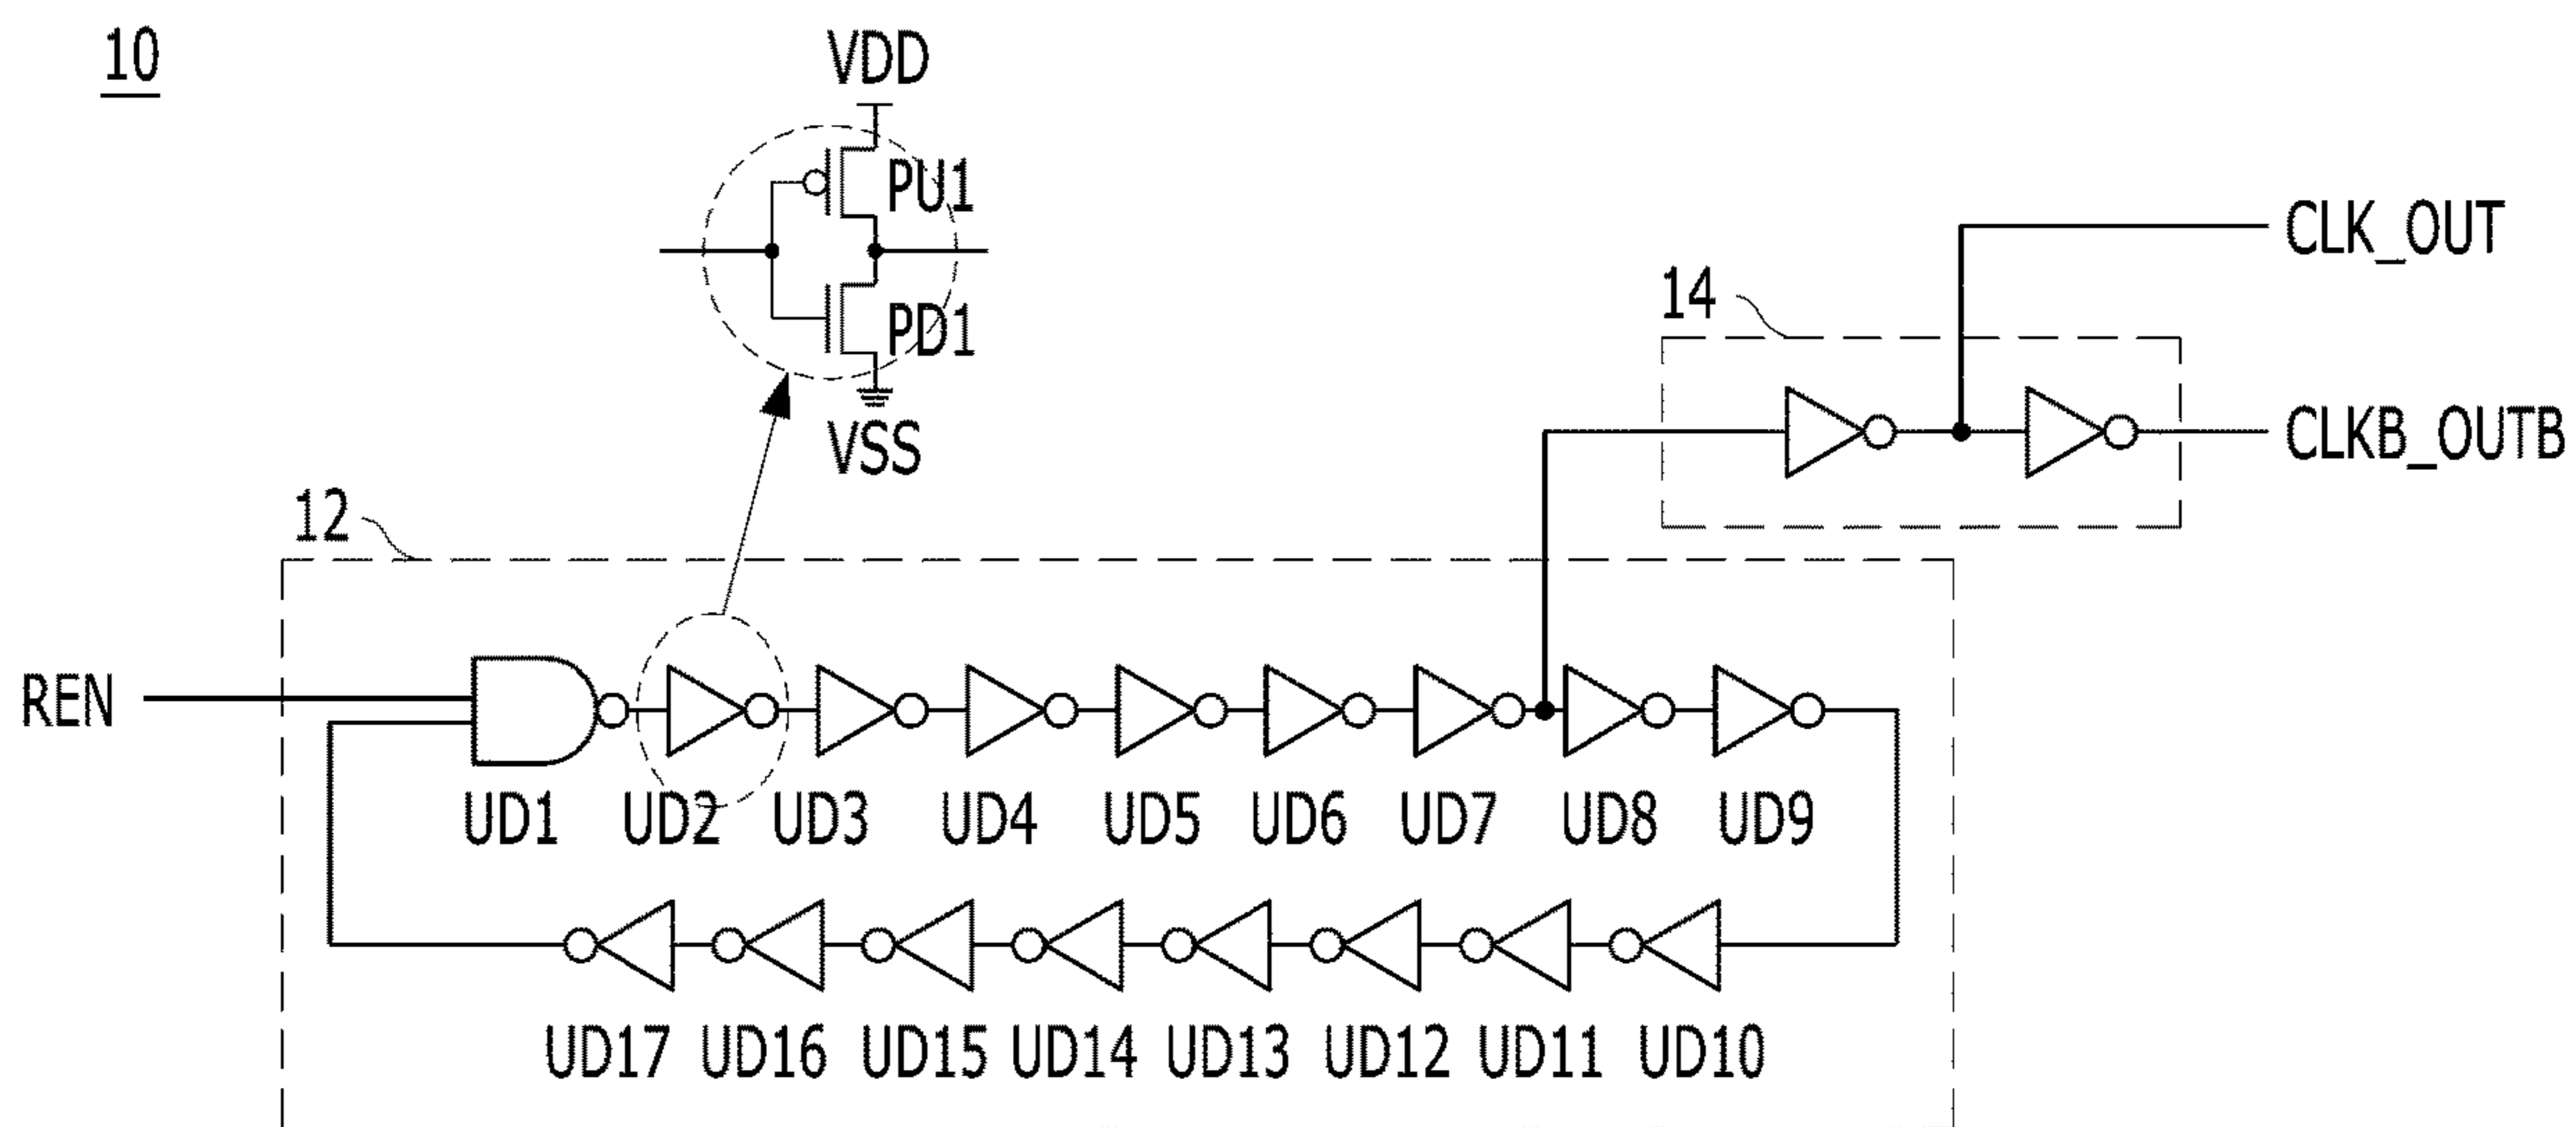 10
VDD
PU1
PD1
VSS
CLK_OUT
14
CLKB_OUTB
12
REN
UD1 UD2 UD3 UD4 UD5 UD6 UD7 UD8 UD9
UD17 UD16 UD15 UD14 UD13 UD12 UD11 UD10